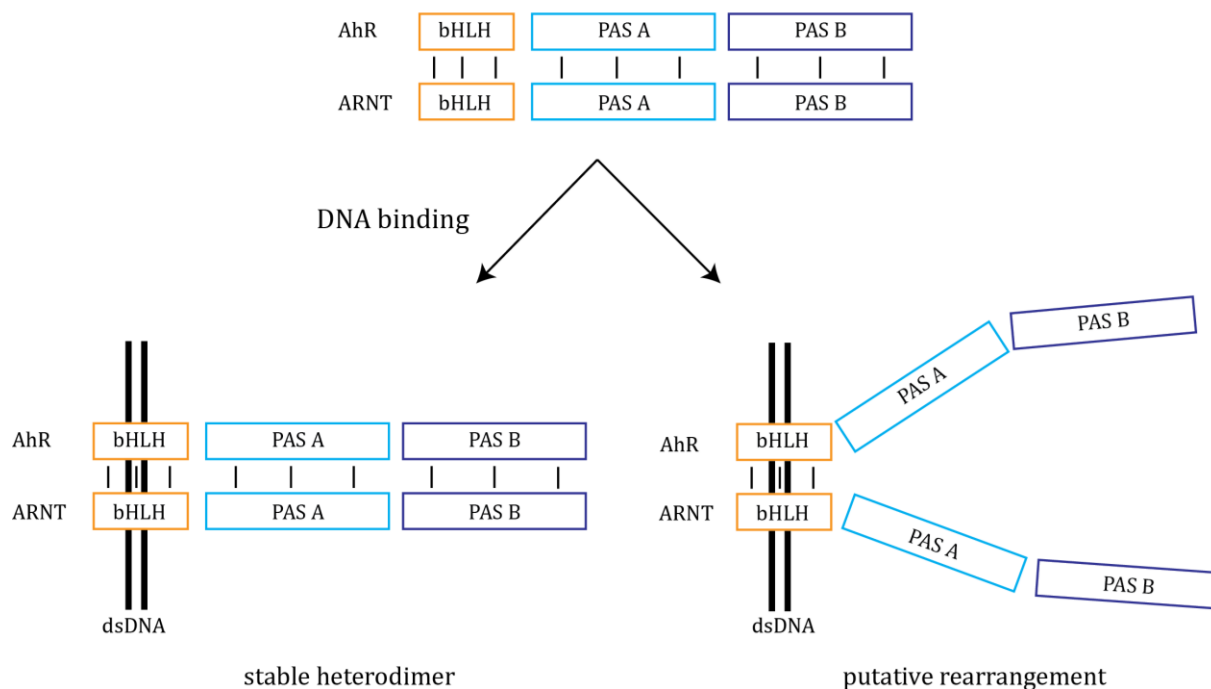 AhR bHLH PAS A PAS B
ARNT bHLH PAS A PAS B
DNA binding
AhR bHLH PAS A PAS B
ARNT bHLH PAS A PAS B
dsDNA
stable heterodimer
AhR bHLH PAS A PAS B
ARNT bHLH PAS A PAS B
dsDNA
putative rearrangement